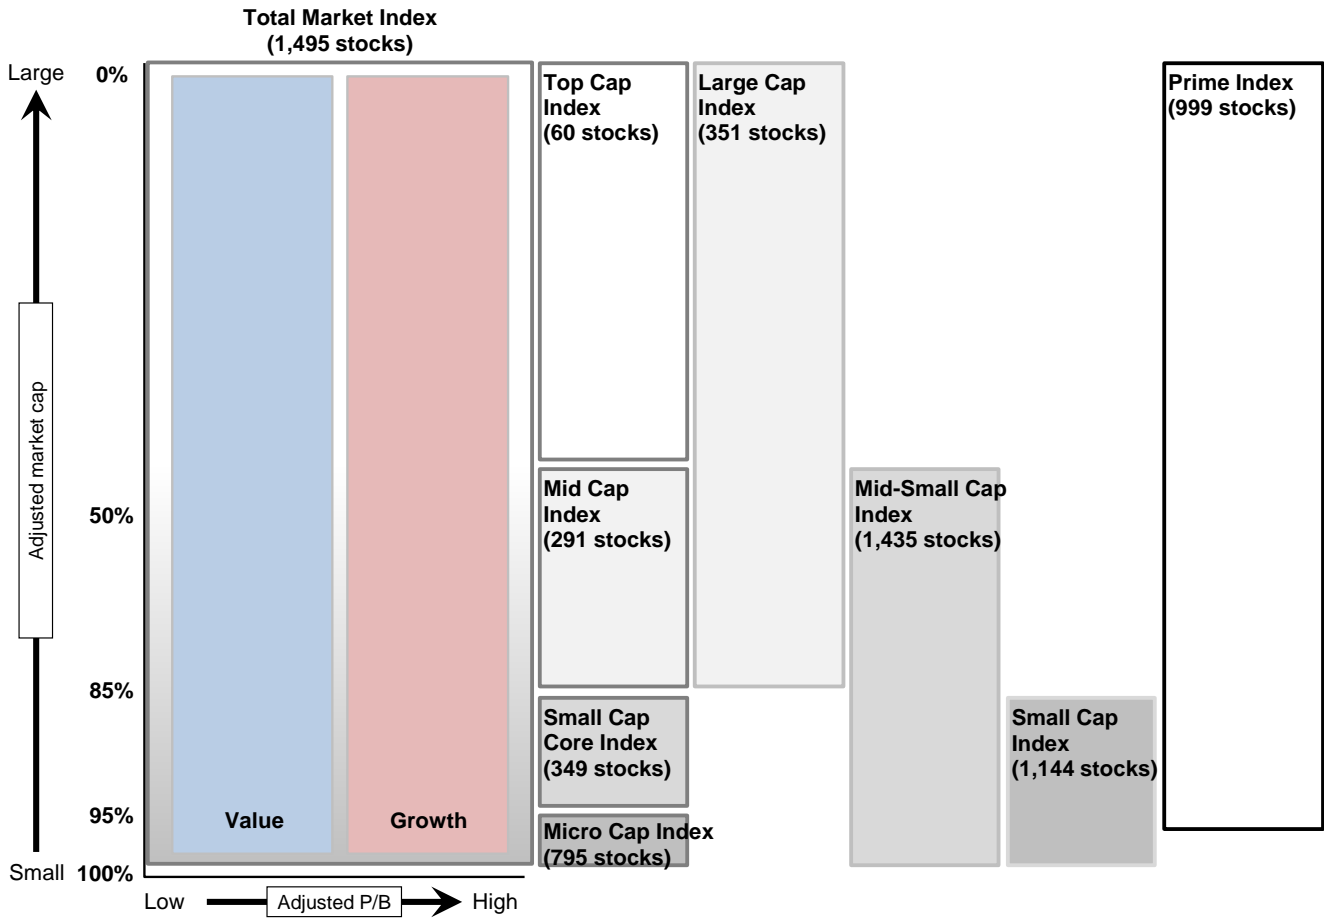 Total Market Index
(1,495 stocks)
Large
0%
Top Cap
Index
(60 stocks)
Large Cap
Index
(351 stocks)
Prime Index
(999 stocks)
Adjusted market cap
50%
Mid Cap
Index
(291 stocks)
Mid-Small Cap
Index
(1,435 stocks)
85%
Small Cap
Core Index
(349 stocks)
Small Cap
Index
(1,144 stocks)
95%
Value
Growth
Micro Cap Index
(795 stocks)
Small
100%
Low
Adjusted P/B
High